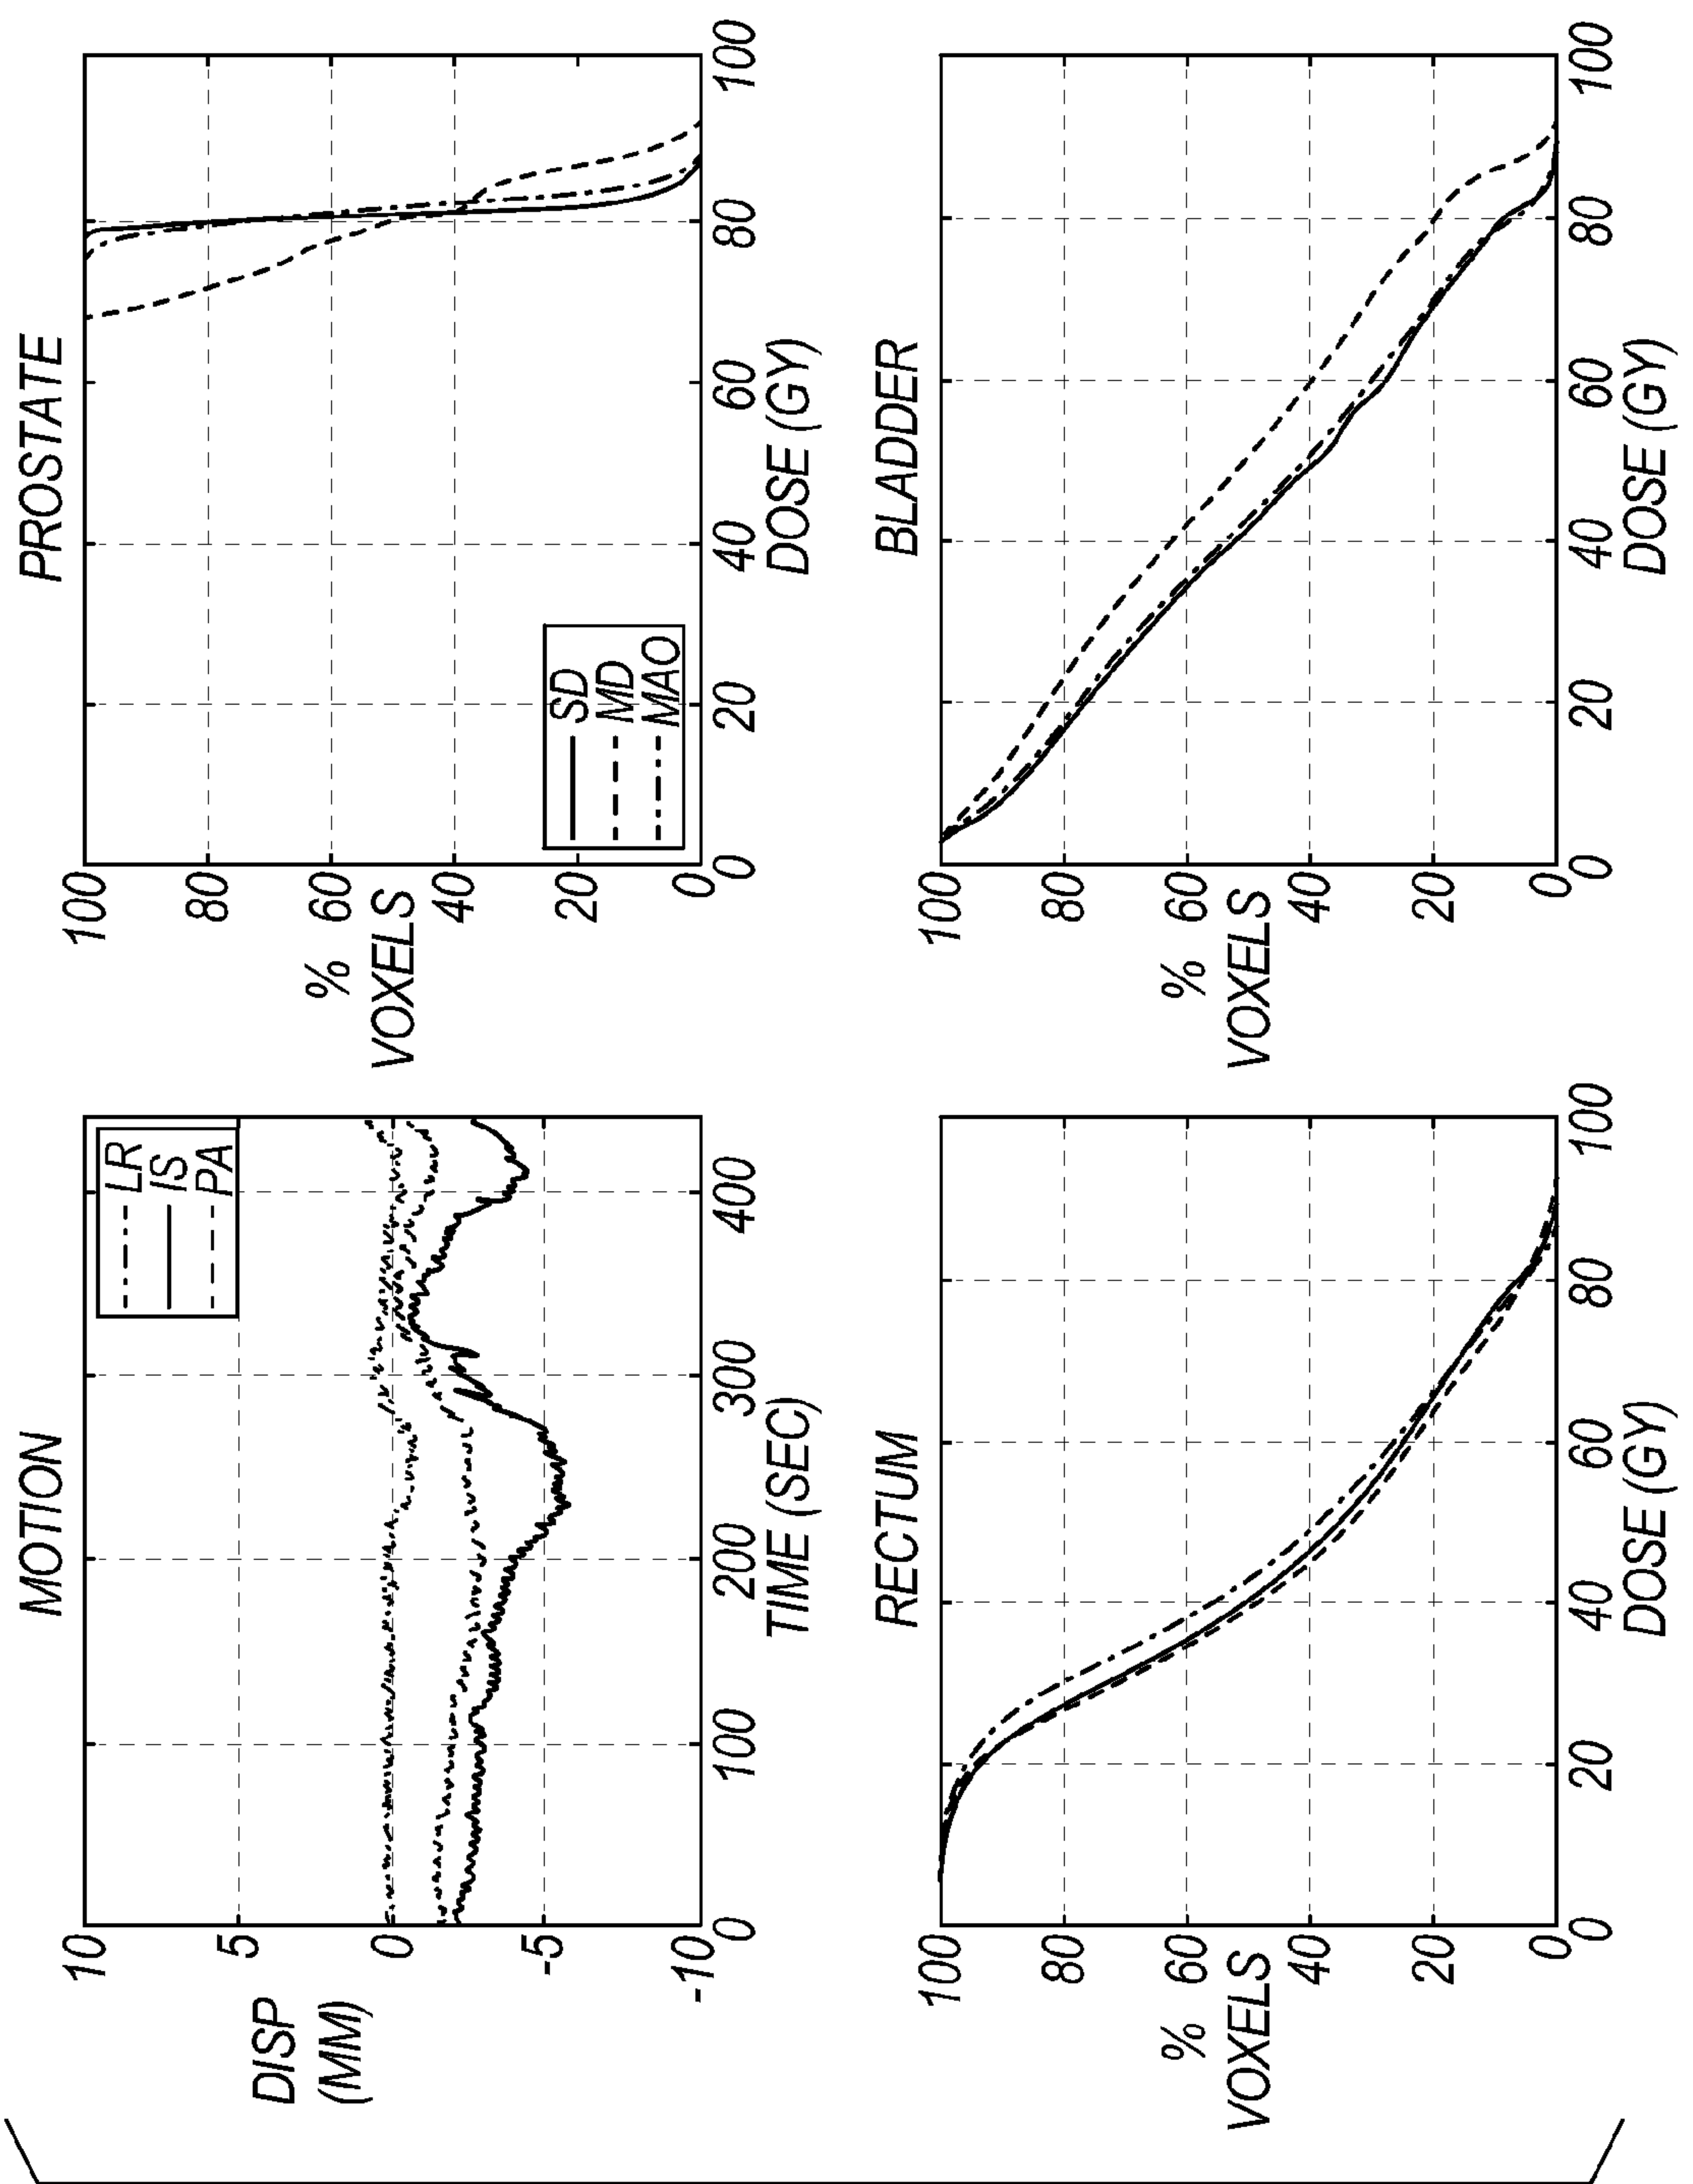 MOTION
10
5
0
-5
-10
DISP
(MM)
LR
IS
PA
0
100
200
300
400
TIME (SEC)
PROSTATE
100
80
60
40
20
0
%
VOXELS
SD
MD
MAO
0
20
40
60
80
100
DOSE (GY)
RECTUM
100
80
60
40
20
0
%
VOXELS
0
20
40
60
80
100
DOSE (GY)
BLADDER
100
80
60
40
20
0
%
VOXELS
0
20
40
60
80
100
DOSE (GY)